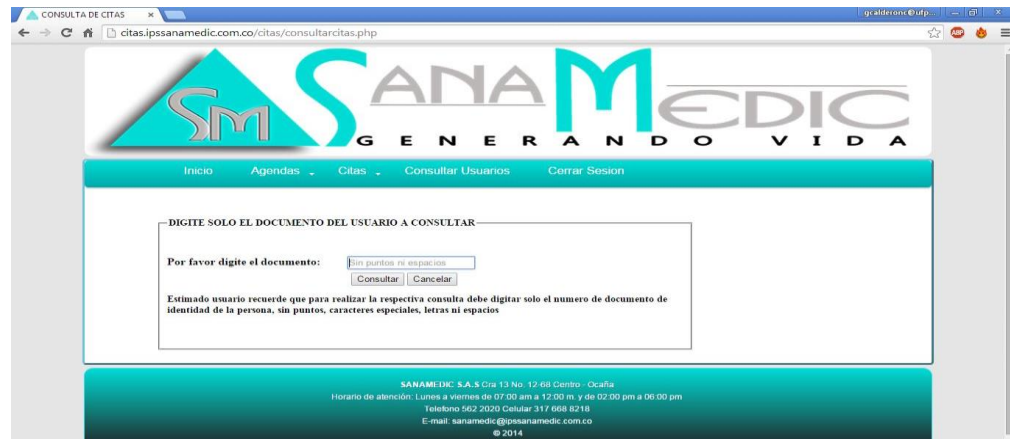 CONSULTA DE CITAS
gcalderonc@ufp...
citas.ipssanamedic.com.co/citas/consultarcitas.php
ABP
SM SANAMEDIC
GENERANDO VIDA
Inicio Agendas Citas Consultar Usuarios Cerrar Sesion
DIGITE SOLO EL DOCUMENTO DEL USUARIO A CONSULTAR
Por favor digite el documento: Sin puntos ni espacios
Consultar Cancelar
Estimado usuario recuerde que para realizar la respectiva consulta debe digitar solo el numero de documento de
identidad de la persona, sin puntos, caracteres especiales, letras ni espacios
SANAMEDIC S.A.S Cra 13 No. 12-68 Centro - Ocaña
Horario de atención: Lunes a viernes de 07:00 am a 12:00 m. y de 02:00 pm a 06:00 pm
Telefono 562 2020 Celular 317 668 8218
E-mail: sanamedic@ipssanamedic.com.co
© 2014